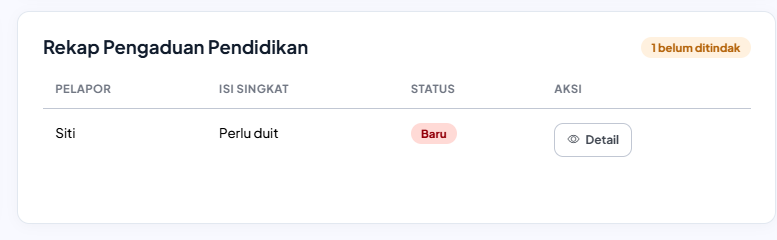 Rekap Pengaduan Pendidikan
1 belum ditindak
PELAPOR ISI SINGKAT STATUS AKSI
Siti Perlu duit Baru Detail